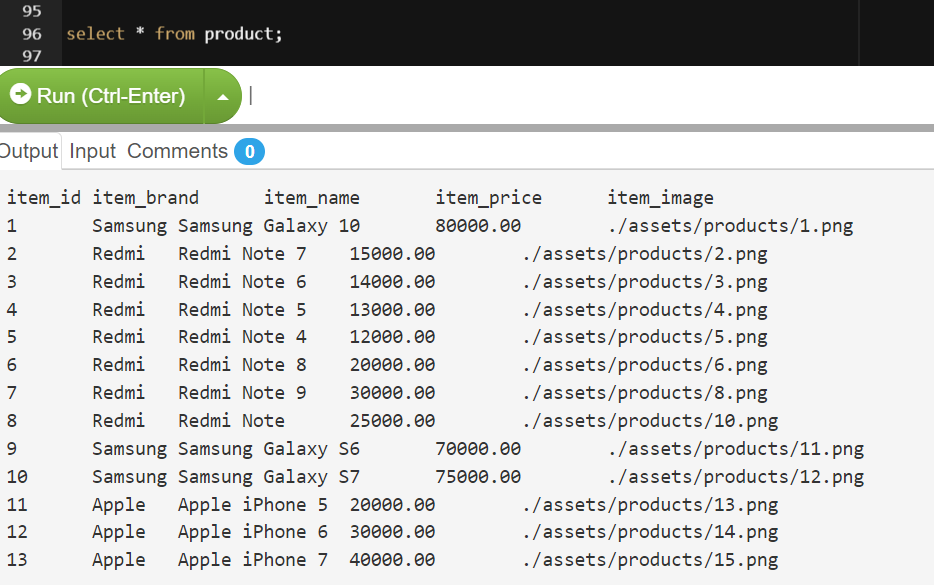 95
96 select * from product;
97
Run (Ctrl-Enter)
Output Input Comments 0
item_id item_brand item_name item_price item_image
1 Samsung Samsung Galaxy 10 80000.00 ./assets/products/1.png
2 Redmi Redmi Note 7 15000.00 ./assets/products/2.png
3 Redmi Redmi Note 6 14000.00 ./assets/products/3.png
4 Redmi Redmi Note 5 13000.00 ./assets/products/4.png
5 Redmi Redmi Note 4 12000.00 ./assets/products/5.png
6 Redmi Redmi Note 8 20000.00 ./assets/products/6.png
7 Redmi Redmi Note 9 30000.00 ./assets/products/8.png
8 Redmi Redmi Note 25000.00 ./assets/products/10.png
9 Samsung Samsung Galaxy S6 70000.00 ./assets/products/11.png
10 Samsung Samsung Galaxy S7 75000.00 ./assets/products/12.png
11 Apple Apple iPhone 5 20000.00 ./assets/products/13.png
12 Apple Apple iPhone 6 30000.00 ./assets/products/14.png
13 Apple Apple iPhone 7 40000.00 ./assets/products/15.png